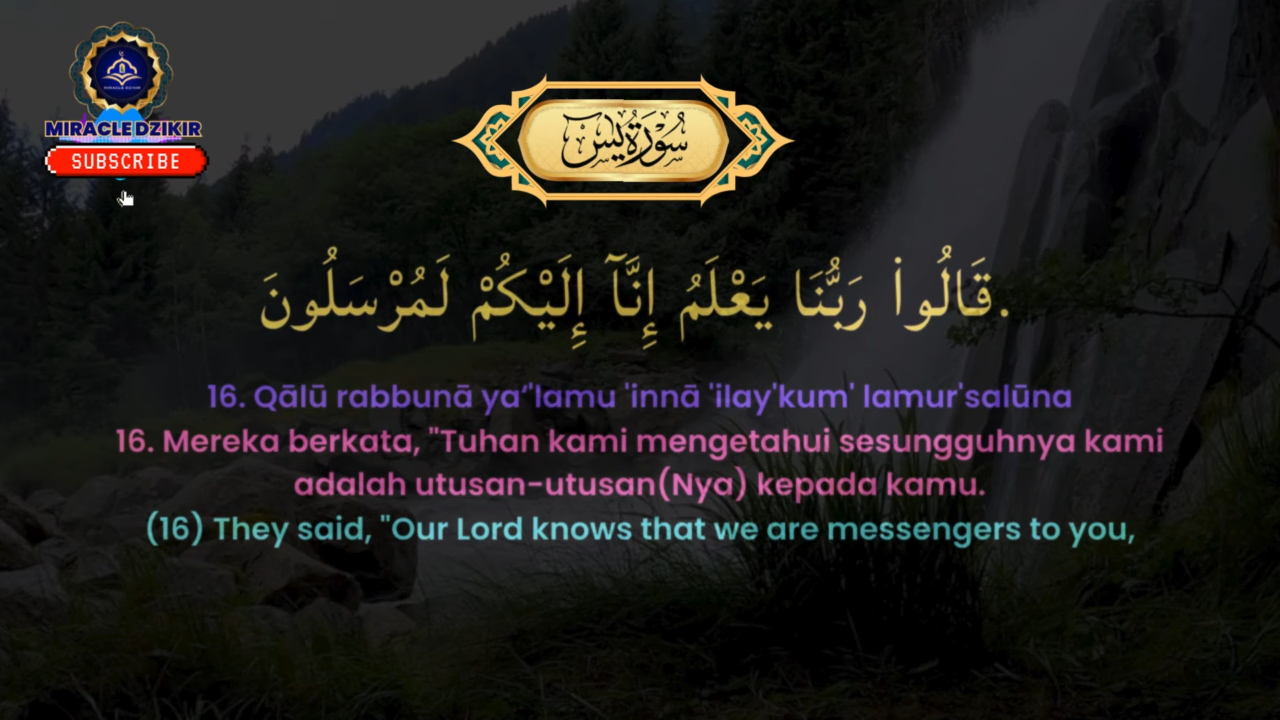 MIRACLE DZIKIR
SUBSCRIBE
سُوْرَةُ يٰسٓ
قَالُوا۟ رَبُّنَا يَعْلَمُ إِنَّآ إِلَيْكُمْ لَمُرْسَلُونَ.
16. Qālū rabbunā ya‘'lamu 'innā 'ilay'kum' lamur'salūna
16. Mereka berkata, "Tuhan kami mengetahui sesungguhnya kami
adalah utusan-utusan(Nya) kepada kamu.
(16) They said, "Our Lord knows that we are messengers to you,